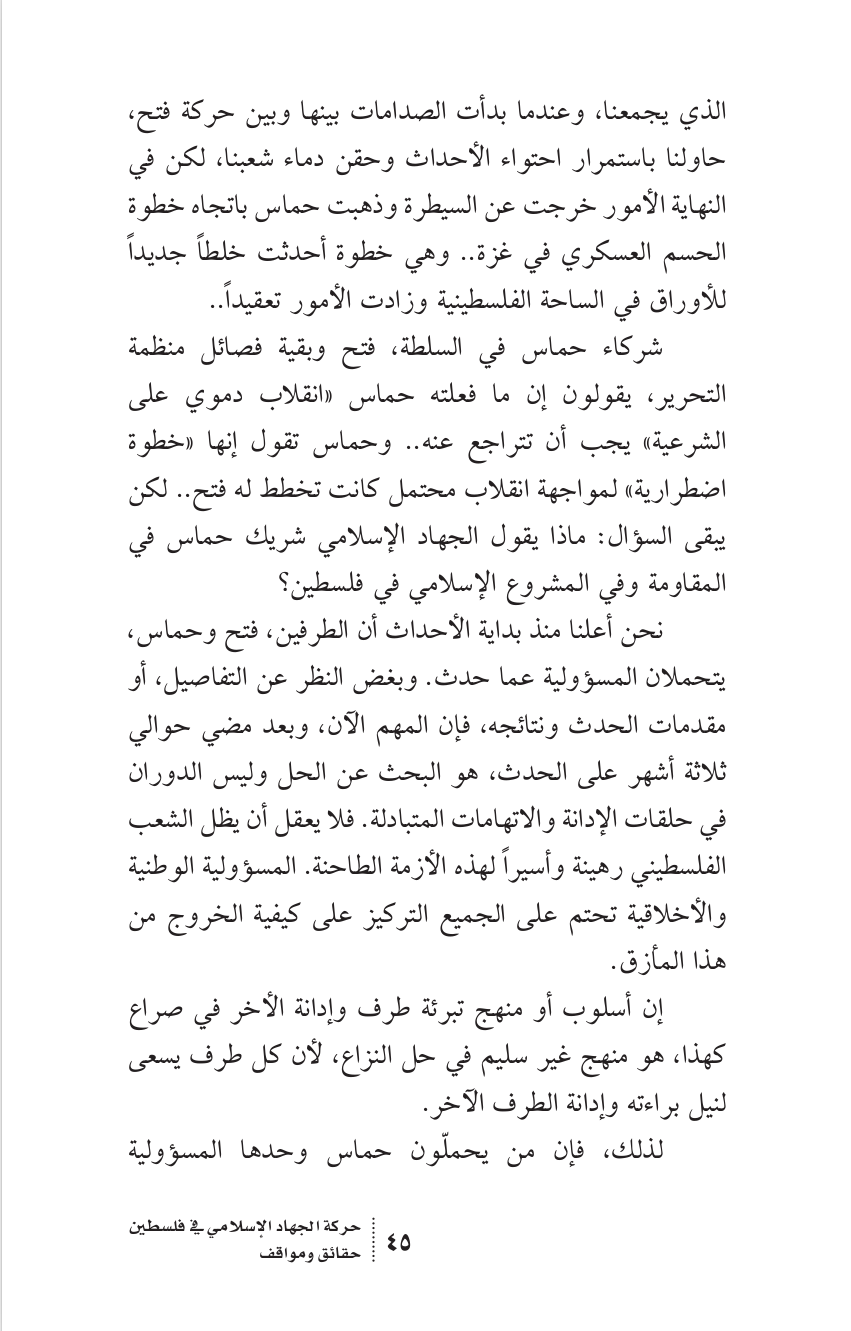 الذي يجمعنا، وعندما بدأت الصدامات بينها وبين حركة فتح،
حاولنا باستمرار احتواء الأحداث وحقن دماء شعبنا، لكن في
النهاية الأمور خرجت عن السيطرة وذهبت حماس باتجاه خطوة
الحسم العسكري في غزة.. وهي خطوة أحدثت خلطاً جديداً
للأوراق في الساحة الفلسطينية وزادت الأمور تعقيداً..
شركاء حماس في السلطة، فتح وبقية فصائل منظمة
التحرير، يقولون إن ما فعلته حماس «انقلاب دموي على
الشرعية» يجب أن تتراجع عنه.. وحماس تقول إنها «خطوة
اضطرارية» لمواجهة انقلاب محتمل كانت تخطط له فتح.. لكن
يبقى السؤال: ماذا يقول الجهاد الإسلامي شريك حماس في
المقاومة وفي المشروع الإسلامي في فلسطين؟
نحن أعلنا منذ بداية الأحداث أن الطرفين، فتح وحماس،
يتحملان المسؤولية عما حدث. وبغض النظر عن التفاصيل، أو
مقدمات الحدث ونتائجه، فإن المهم الآن، وبعد مضي حوالي
ثلاثة أشهر على الحدث، هو البحث عن الحل وليس الدوران
في حلقات الإدانة والاتهامات المتبادلة. فلا يعقل أن يظل الشعب
الفلسطيني رهينة وأسيراً لهذه الأزمة الطاحنة. المسؤولية الوطنية
والأخلاقية تحتم على الجميع التركيز على كيفية الخروج من
هذا المأزق.
إن أسلوب أو منهج تبرئة طرف وإدانة الأخر في صراع
كهذا، هو منهج غير سليم في حل النزاع، لأن كل طرف يسعى
لنيل براءته وإدانة الطرف الآخر.
لذلك، فإن من يحملّون حماس وحدها المسؤولية
حركة الجهاد الإسلامي في فلسطين
حقائق ومواقف
٤٥